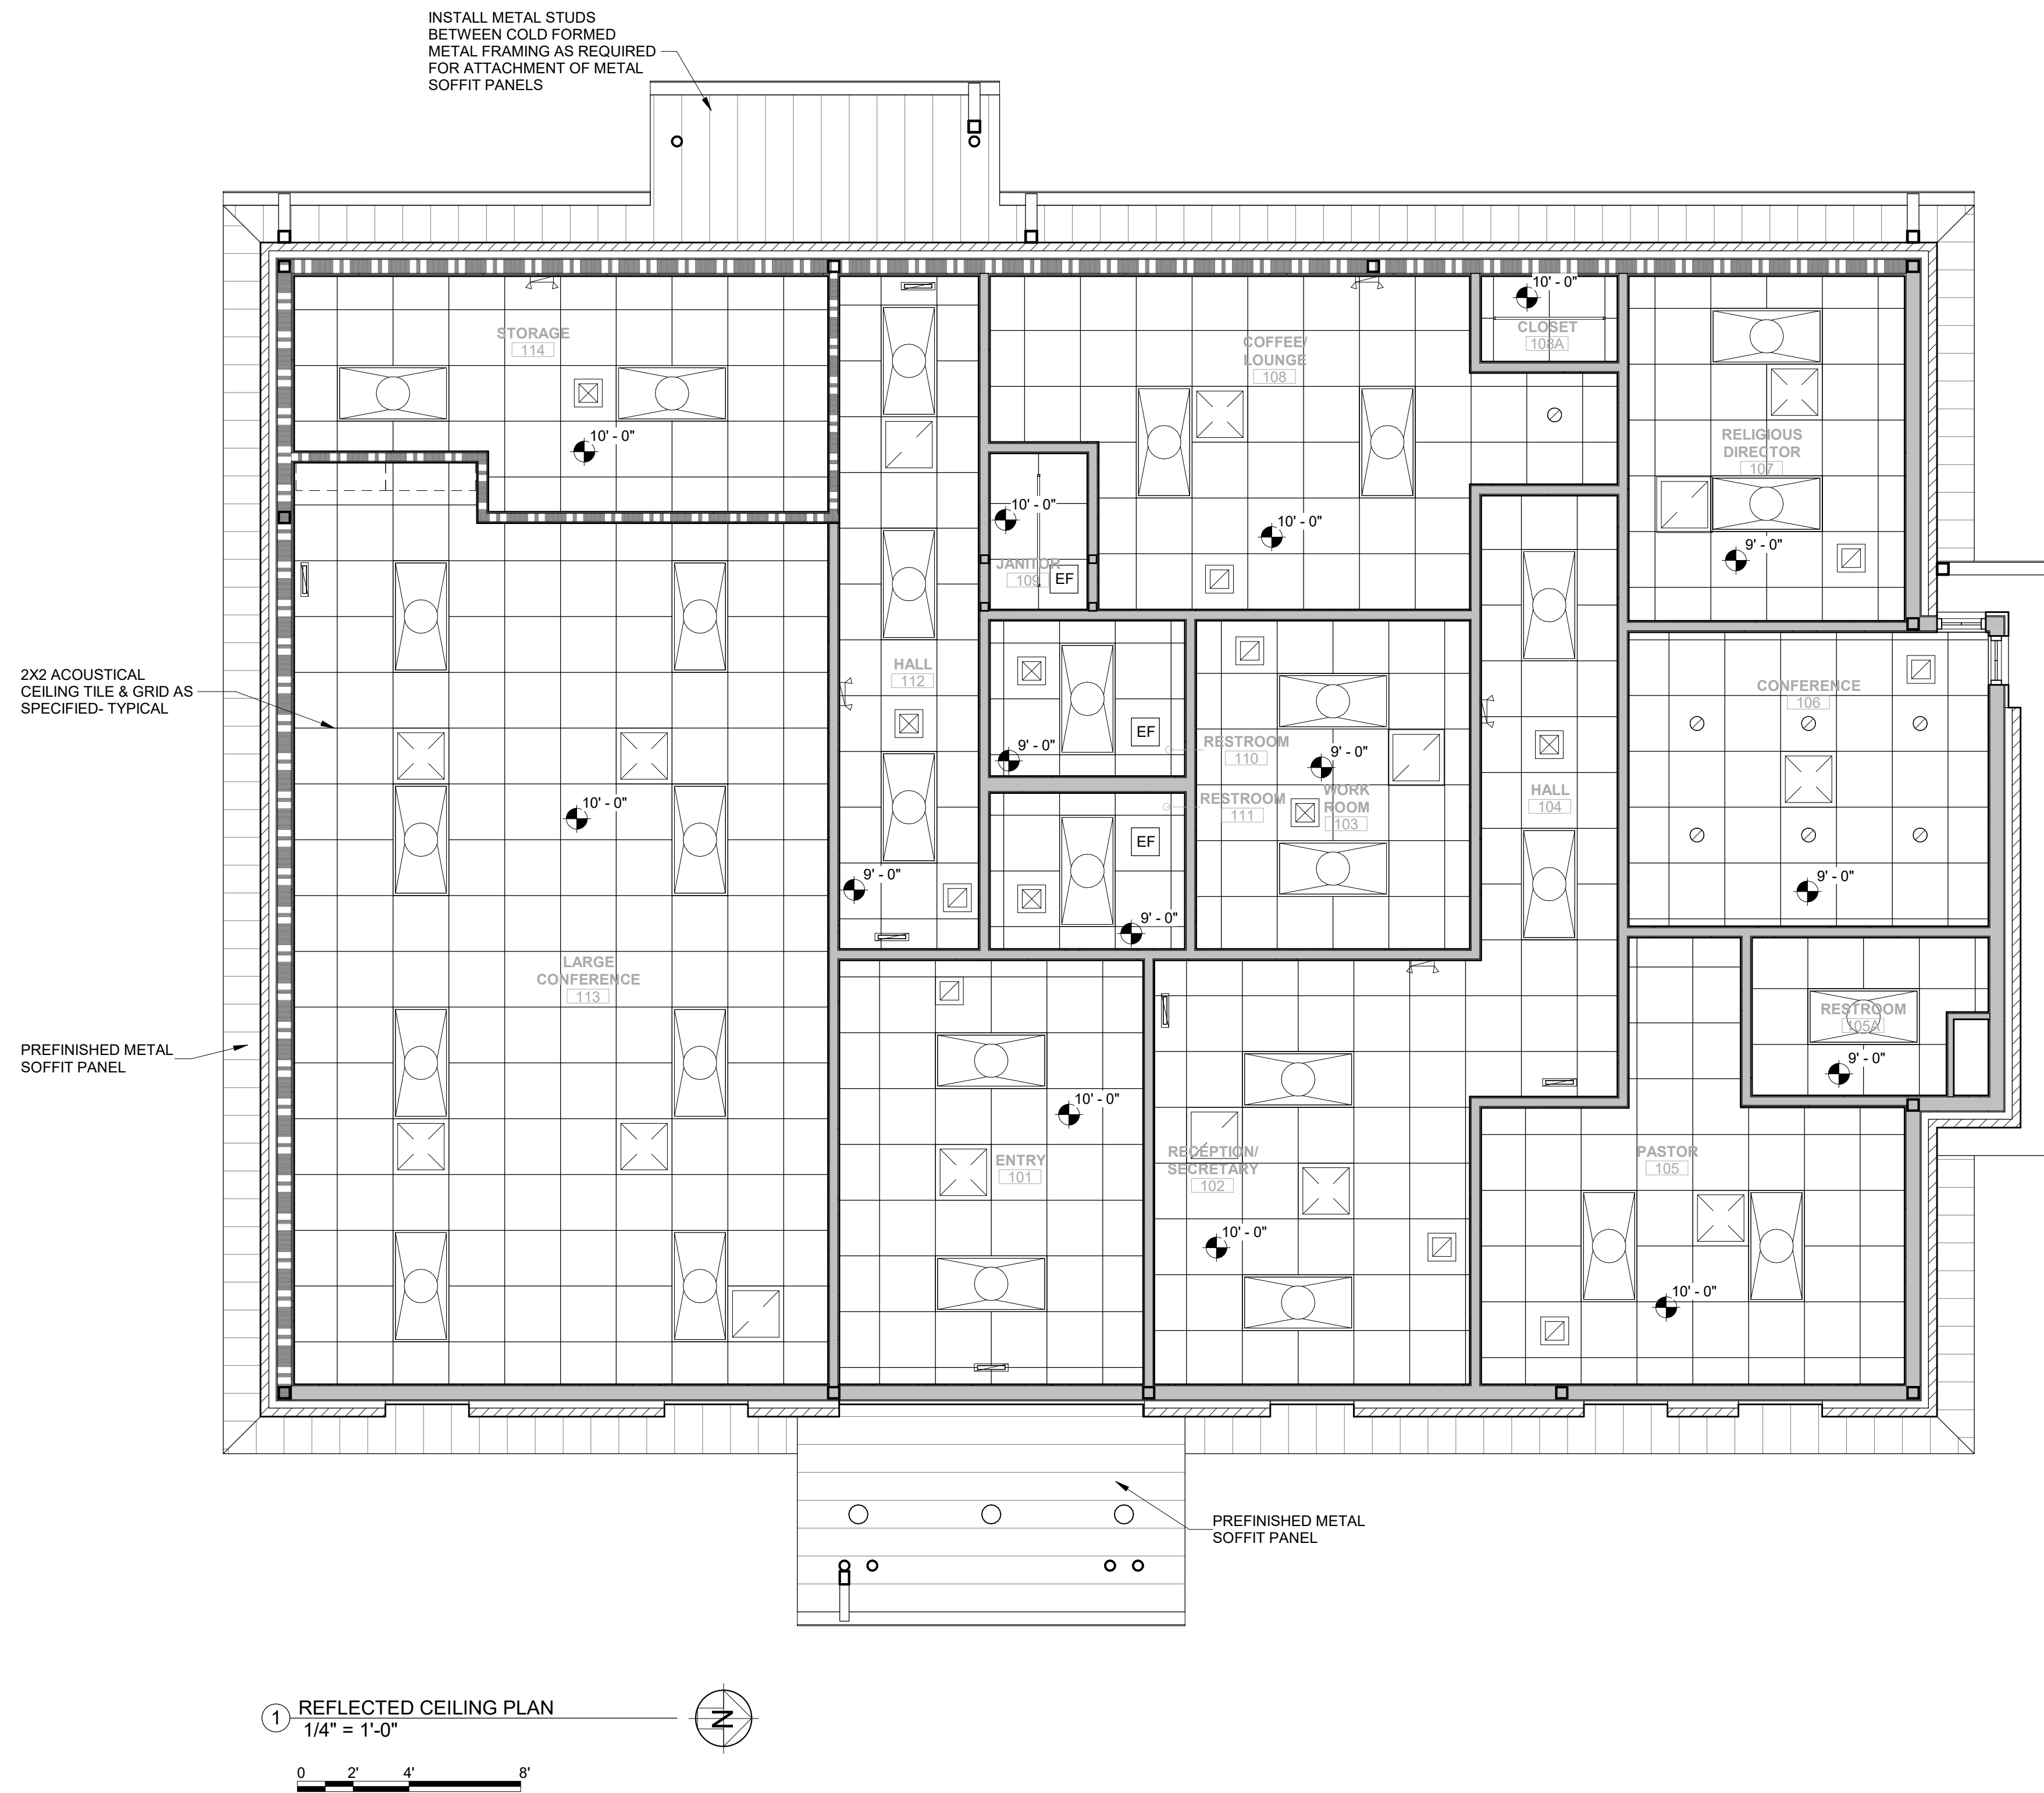 INSTALL METAL STUDS
BETWEEN COLD FORMED
METAL FRAMING AS REQUIRED
FOR ATTACHMENT OF METAL
SOFFIT PANELS
10' - 0"
STORAGE
114
CLOSET
108A
COFFEE/
LOUNGE
108
10' - 0"
RELIGIOUS
DIRECTOR
107
10' - 0"
10' - 0"
9' - 0"
JANITOR
109
EF
HALL
112
2X2 ACOUSTICAL
CEILING TILE & GRID AS
SPECIFIED- TYPICAL
CONFERENCE
106
EF
9' - 0"
RESTROOM
110
9' - 0"
10' - 0"
RESTROOM
111
WORK
ROOM
103
HALL
104
EF
9' - 0"
9' - 0"
9' - 0"
LARGE
CONFERENCE
113
RESTROOM
105A
9' - 0"
PREFINISHED METAL
SOFFIT PANEL
10' - 0"
ENTRY
101
RECEPTION/
SECRETARY
102
PASTOR
105
10' - 0"
10' - 0"
PREFINISHED METAL
SOFFIT PANEL
1
REFLECTED CEILING PLAN
1/4" = 1'-0"
N
0 2' 4' 8'